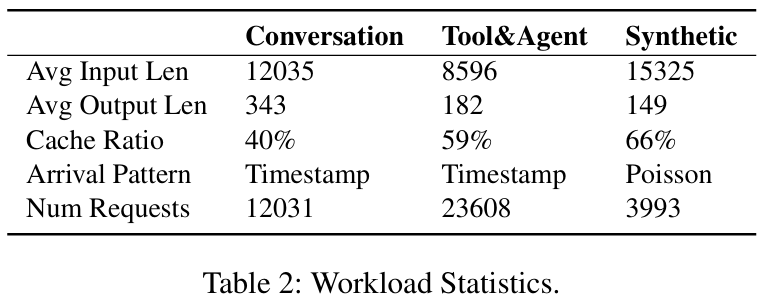 Conversation Tool&Agent Synthetic
Avg Input Len 12035 8596 15325
Avg Output Len 343 182 149
Cache Ratio 40% 59% 66%
Arrival Pattern Timestamp Timestamp Poisson
Num Requests 12031 23608 3993
Table 2: Workload Statistics.